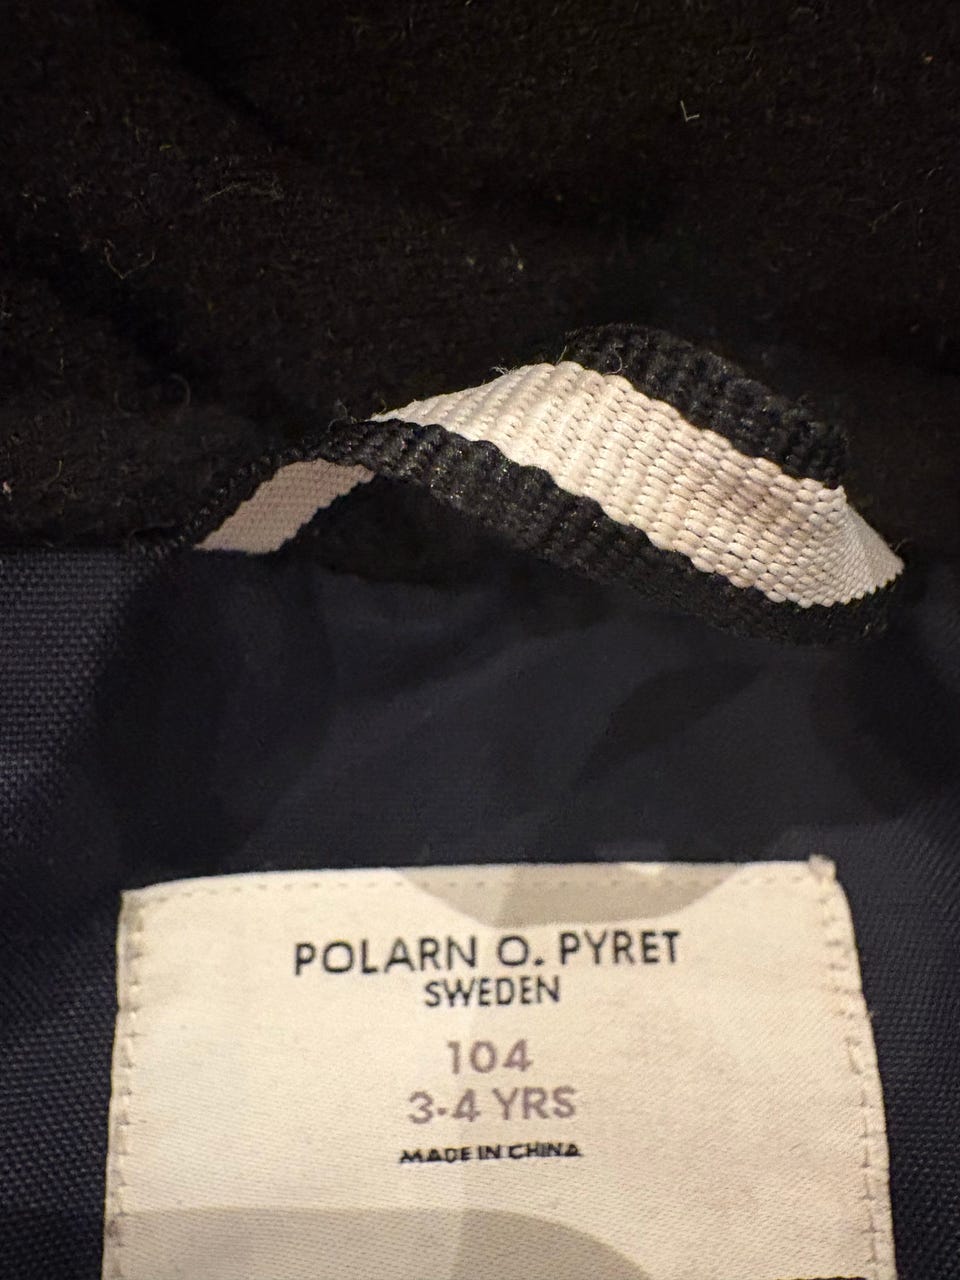 POLARN O. PYRET
SWEDEN
104
3-4 YRS
MADE IN CHINA